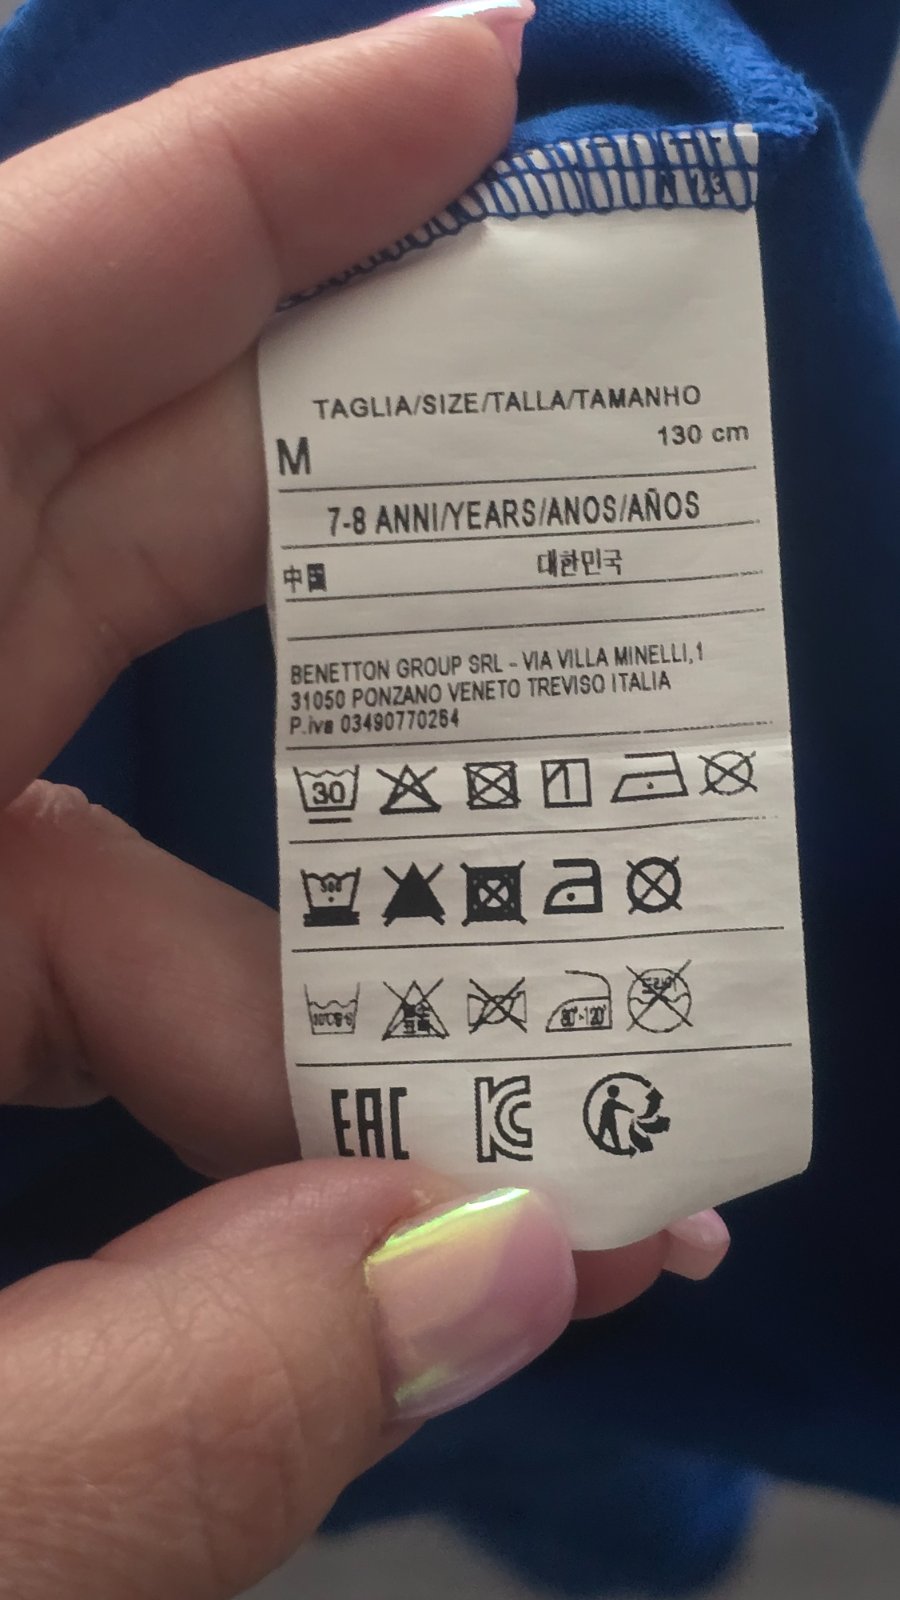 TAGLIA/SIZE/TALLA/TAMANHO
M 130 cm
7-8 ANNI/YEARS/ANOS/AÑOS
中国 대한민국
BENETTON GROUP SRL - VIA VILLA MINELLI,1
31050 PONZANO VENETO TREVISO ITALIA
P.iva 03490770264
30
80°-120°
EAC KC